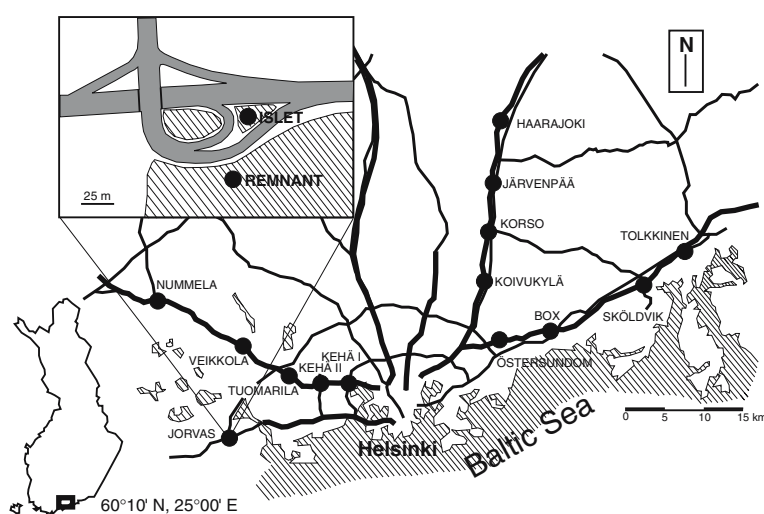 N
ISLET
REMNANT
25 m
HAARAJOKI
JÄRVENPÄÄ
KORSO
TOLKKINEN
NUMMELA
KOIVUKYLÄ
BOX
SKÖLDVIK
VEIKKOLA
KEHÄ I
KEHÄ II
ÖSTERSUNDOM
TUOMARILA
JORVAS
Helsinki
Baltic Sea
0 5 10 15 km
60°10' N, 25°00' E